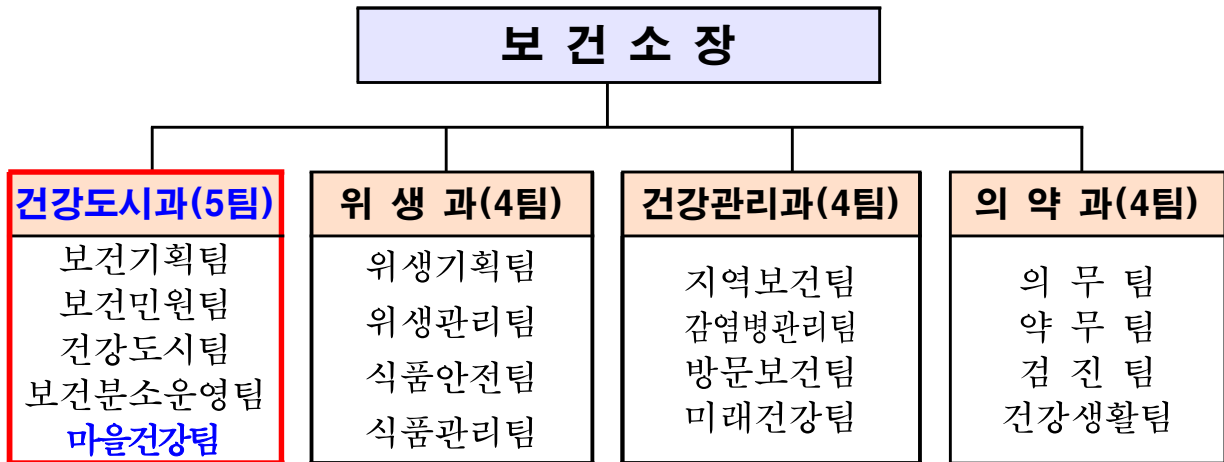 보 건 소 장
건강도시과(5팀)
보건기획팀
보건민원팀
건강도시팀
보건분소운영팀
마을건강팀
위 생 과(4팀)
위생기획팀
위생관리팀
식품안전팀
식품관리팀
건강관리과(4팀)
지역보건팀
감염병관리팀
방문보건팀
미래건강팀
의 약 과(4팀)
의 무 팀
약 무 팀
검 진 팀
건강생활팀